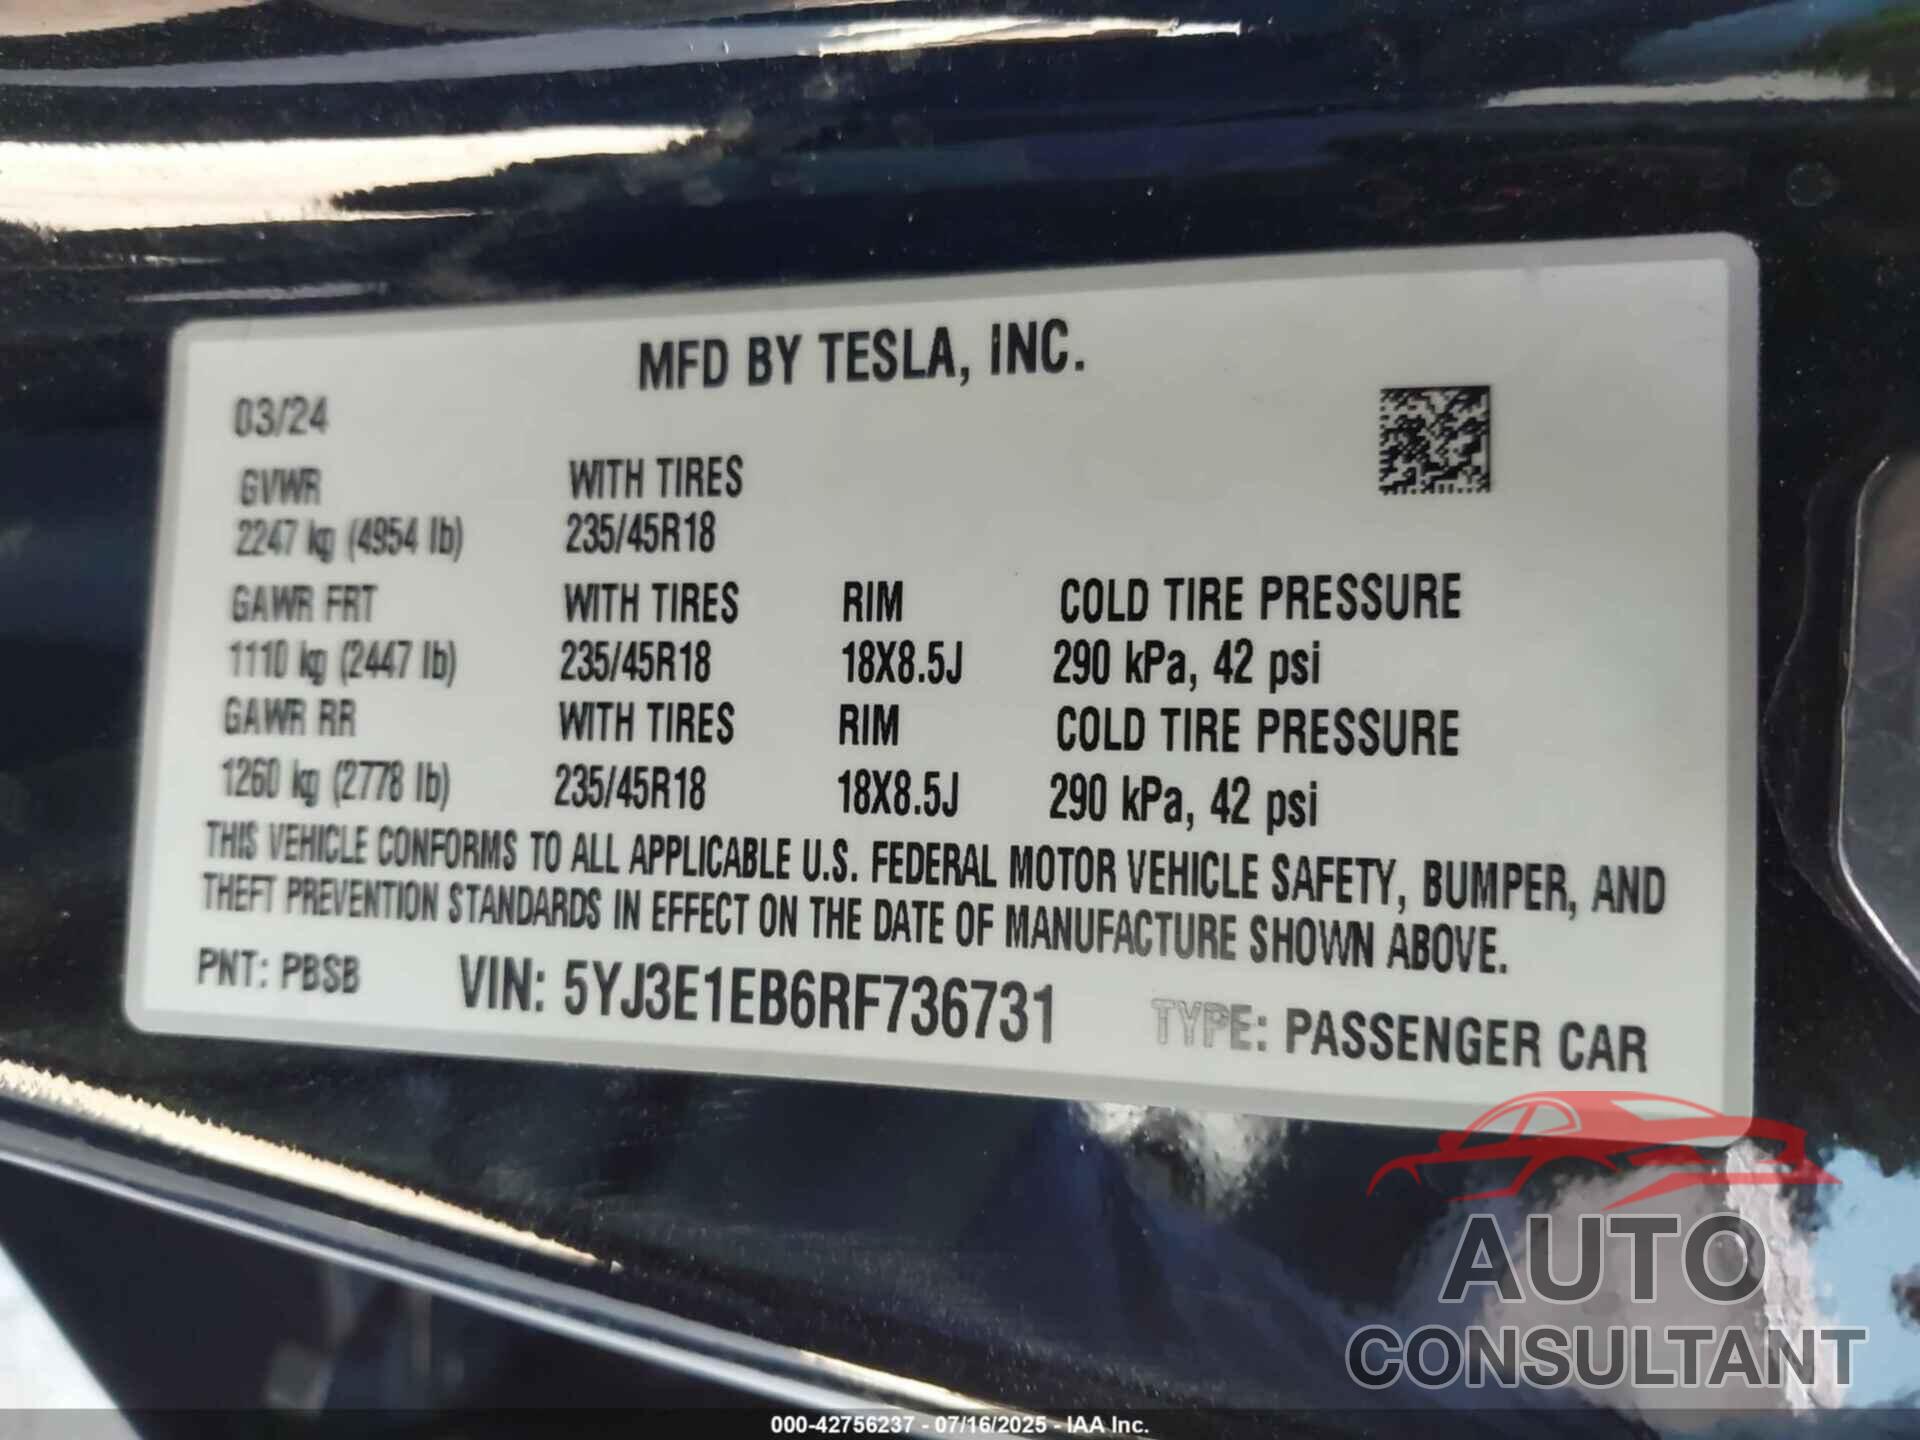 MFD BY TESLA, INC.
03/24
GVWR WITH TIRES
2247 kg (4954 lb) 235/45R18
GAWR FRT WITH TIRES RIM COLD TIRE PRESSURE
1110 kg (2447 lb) 235/45R18 18X8.5J 290 kPa, 42 psi
GAWR RR WITH TIRES RIM COLD TIRE PRESSURE
1260 kg (2778 lb) 235/45R18 18X8.5J 290 kPa, 42 psi
THIS VEHICLE CONFORMS TO ALL APPLICABLE U.S. FEDERAL MOTOR VEHICLE SAFETY, BUMPER, AND
THEFT PREVENTION STANDARDS IN EFFECT ON THE DATE OF MANUFACTURE SHOWN ABOVE.
PNT: PBSB VIN: 5YJ3E1EB6RF736731 TYPE: PASSENGER CAR
AUTO
CONSULTANT
000-42756237 - 07/16/2025 - IAA Inc.